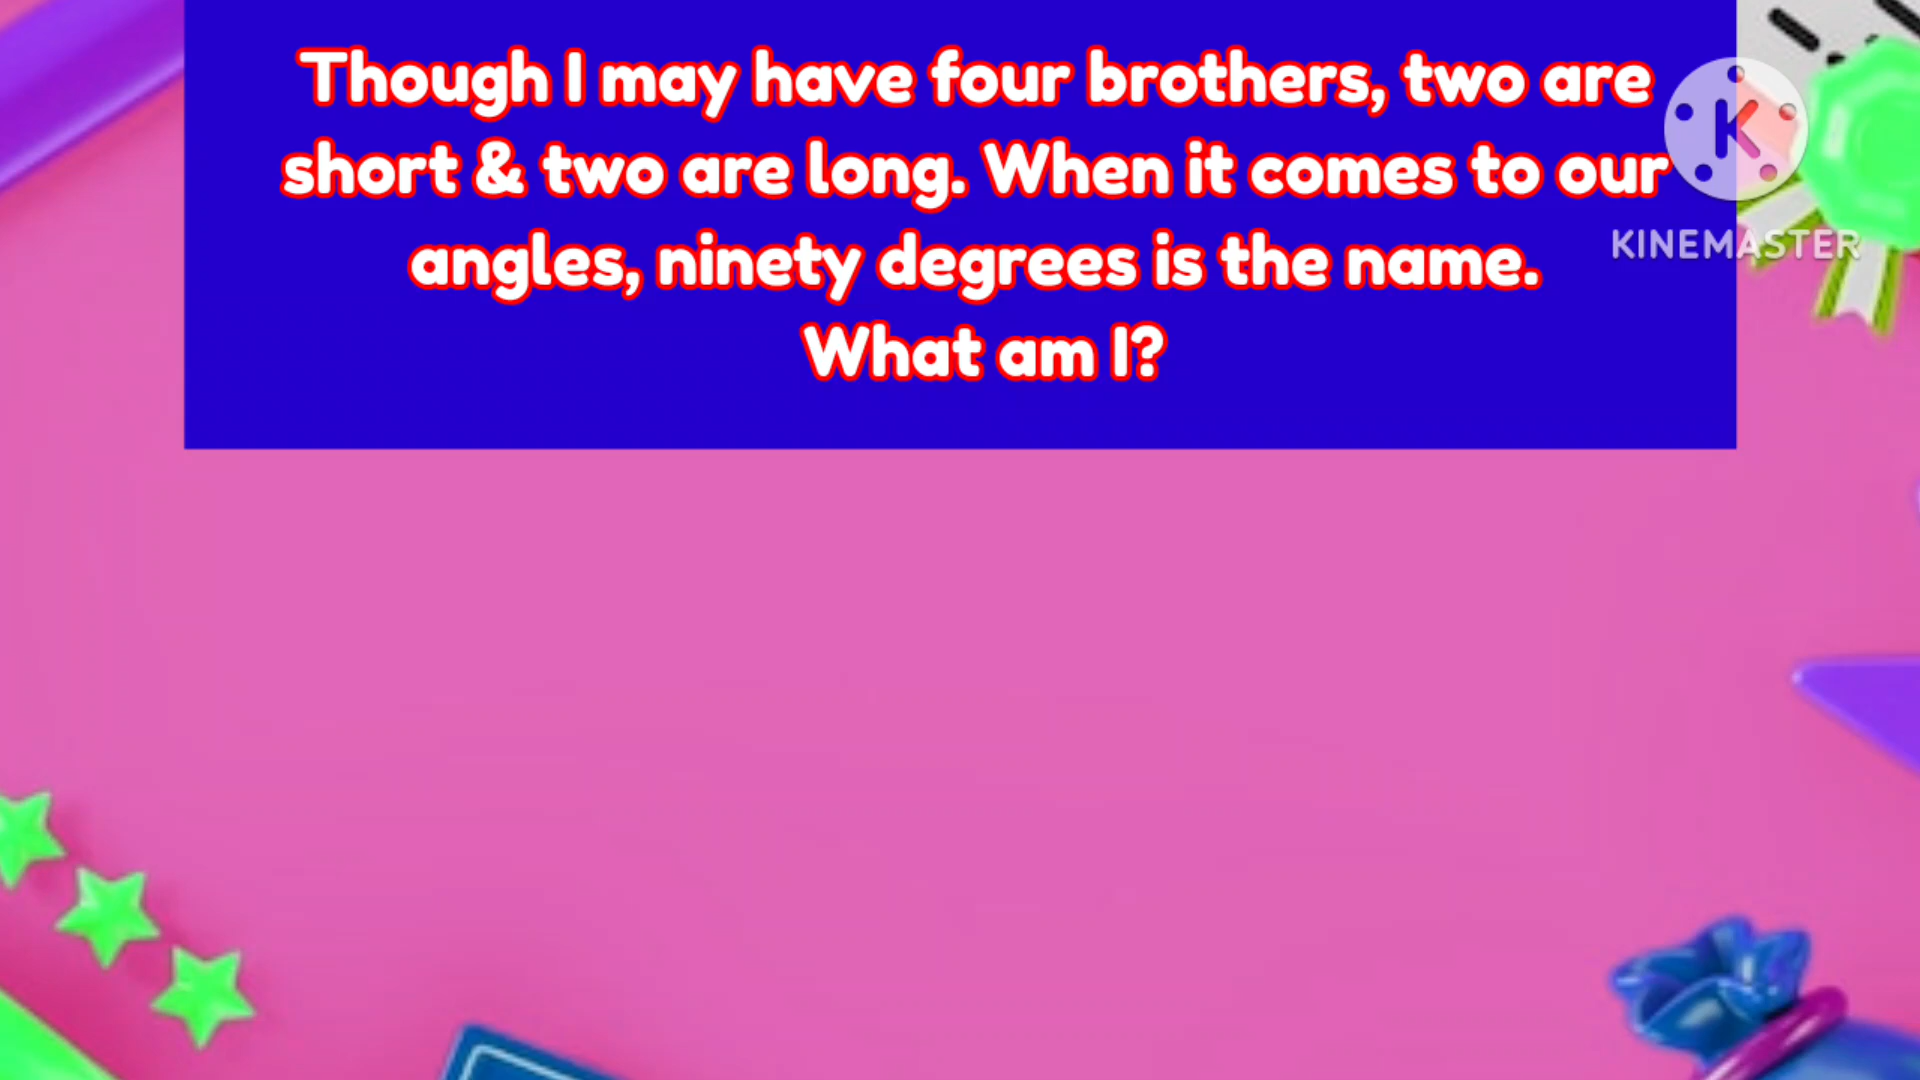 Though I may have four brothers, two are
short & two are long. When it comes to our
angles, ninety degrees is the name.
What am I?
K
KINEMASTER